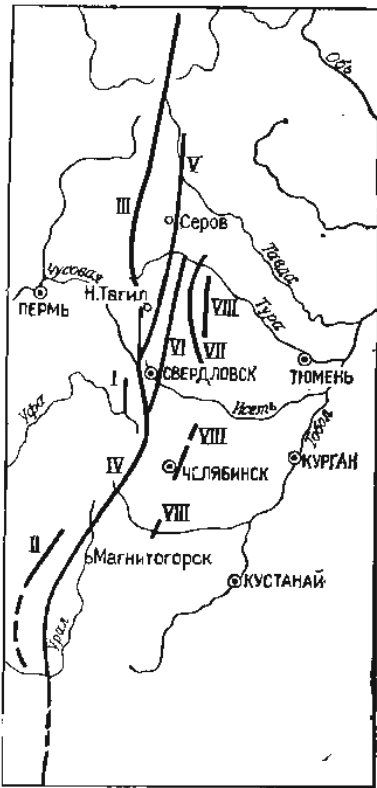 Обь
V
III
Серов
Тавда
Чусовая
Н.Тагил
ПЕРМЬ
Тура
VIII
VI
VII
СВЕРДЛОВСК
ТЮМЕНЬ
I
Исеть
Уфа
Тобол
VIII
IV
ЧЕЛЯБИНСК
КУРГАН
VIII
II
Магнитогорск
КУСТАНАЙ
Урал